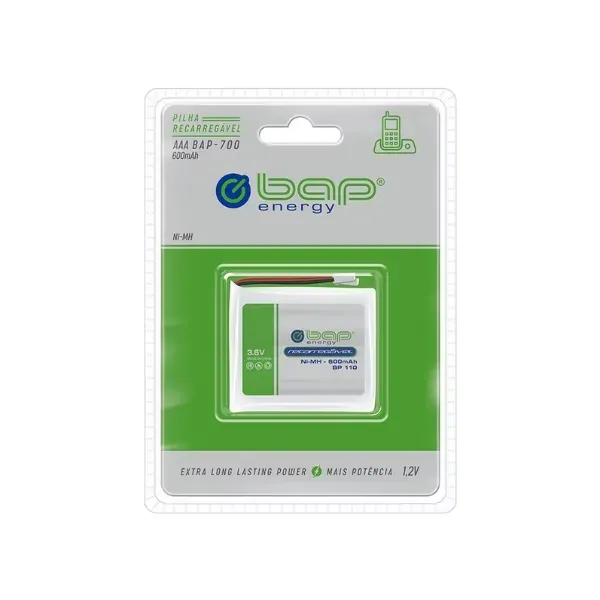 PILHA
RECARREGÁVEL
AAA BAP-700
600mAh
bap®
energy
Ni-MH
bap
energy
recarregável
3.6V
Ni-MH - 600mAh
BP 110
EXTRA LONG LASTING POWER MAIS POTÊNCIA 1,2V